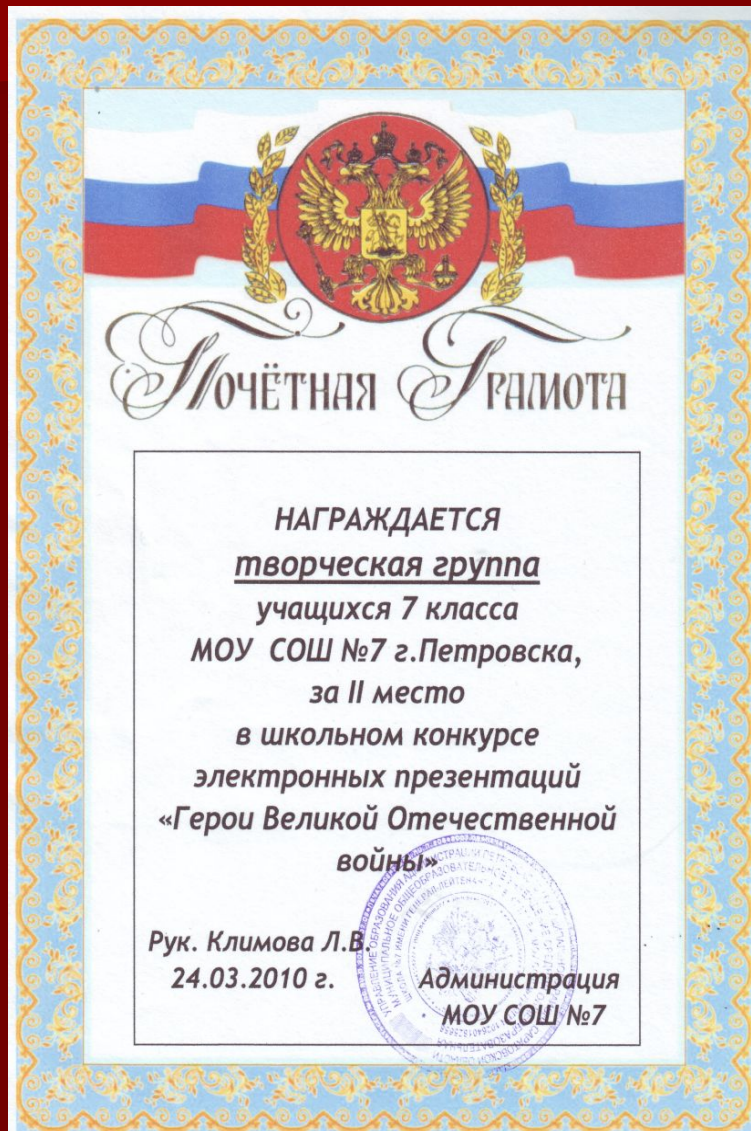 Почётная Грамота
НАГРАЖДАЕТСЯ
творческая группа
учащихся 7 класса
МОУ СОШ №7 г.Петровска,
за II место
в школьном конкурсе
электронных презентаций
«Герои Великой Отечественной
войны»
Рук. Климова Л.В.
24.03.2010 г.
Администрация
МОУ СОШ №7